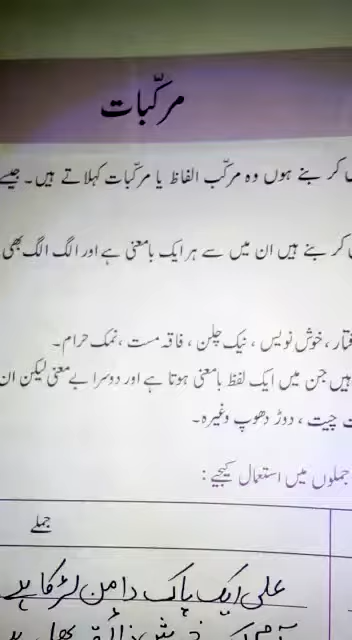 مرکّبات
کر بنے ہوں وہ مرکّب الفاظ یا مرکّبات کہلاتے ہیں۔ جیسے
کر بنے ہیں ان میں سے ہر ایک بامعنی ہے اور الگ الگ بھی
فتار، خوش نویس، نیک چلن، فاقہ مست، نمک حرام۔
ہیں جن میں ایک لفظ بامعنی ہوتا ہے اور دوسرا بے معنی لیکن ان
ت چیت، دوڑ دھوپ وغیرہ۔
جملوں میں استعمال کیجیے:
جملے
علی ایک پاک دامن لڑکا ہے